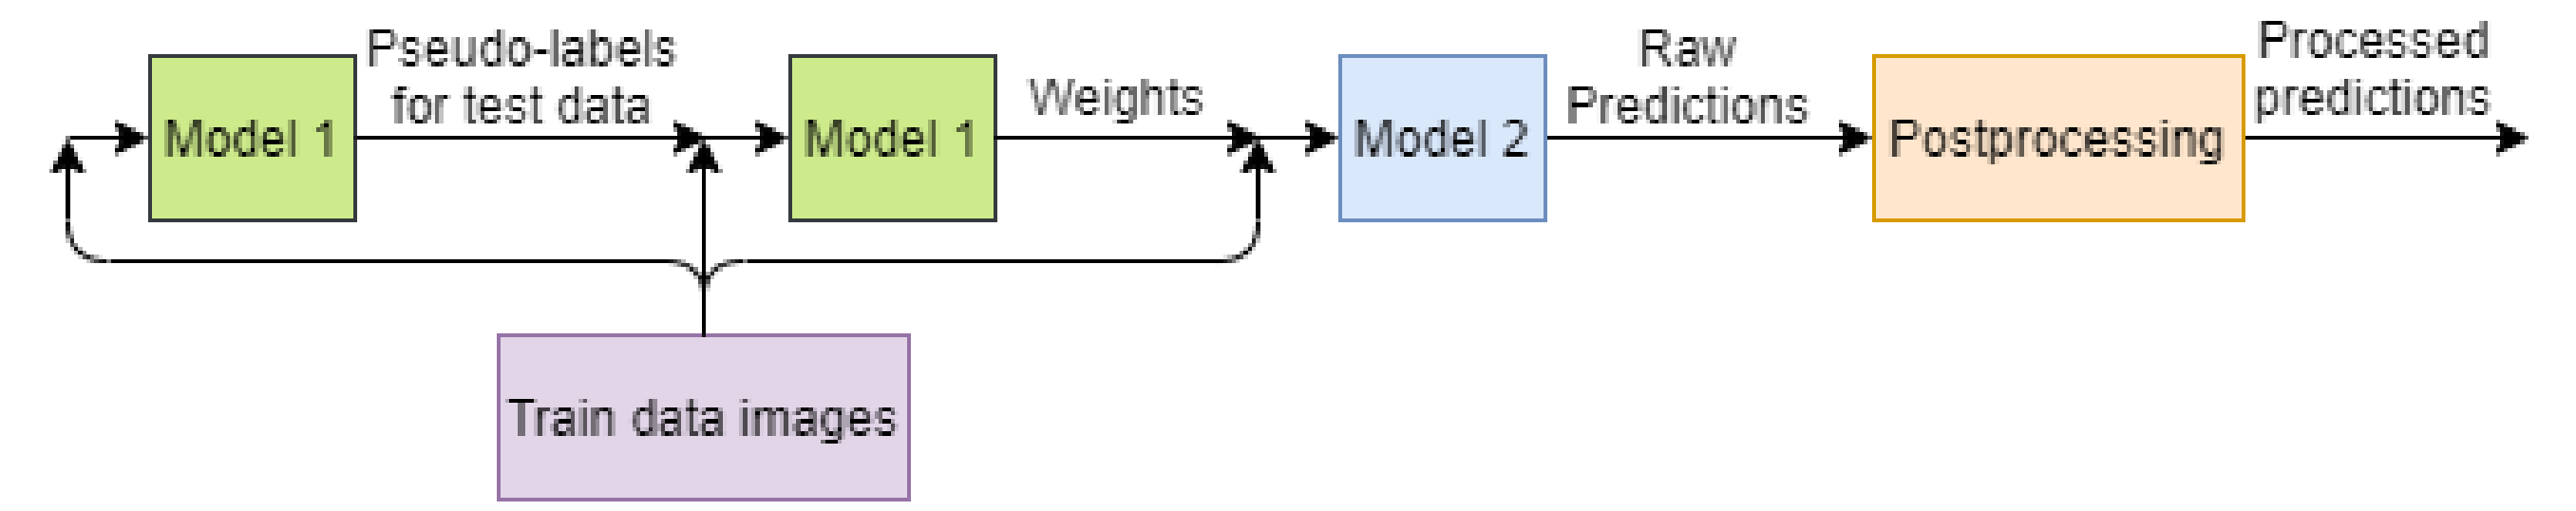 Model 1
Pseudo-labels
for test data
Model 1
Weights
Model 2
Raw
Predictions
Postprocessing
Processed
predictions
Train data images